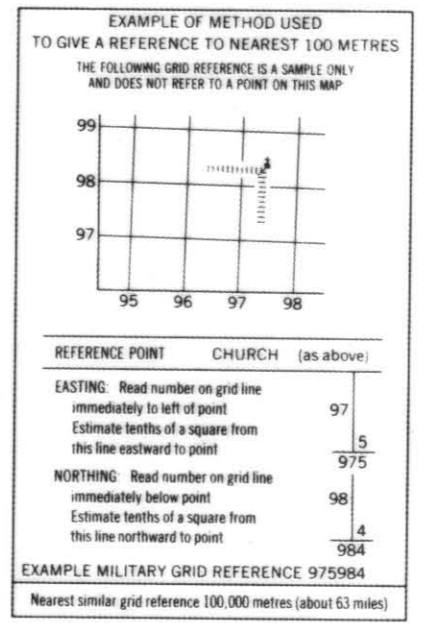 EXAMPLE OF METHOD USED
TO GIVE A REFERENCE TO NEAREST 100 METRES
THE FOLLOWING GRID REFERENCE IS A SAMPLE ONLY
AND DOES NOT REFER TO A POINT ON THIS MAP
99
98
97
95 96 97 98
REFERENCE POINT CHURCH (as above)
EASTING: Read number on grid line
immediately to left of point 97
Estimate tenths of a square from
this line eastward to point 5
975
NORTHING: Read number on grid line
immediately below point 98
Estimate tenths of a square from
this line northward to point 4
984
EXAMPLE MILITARY GRID REFERENCE 975984
Nearest similar grid reference 100,000 metres (about 63 miles)